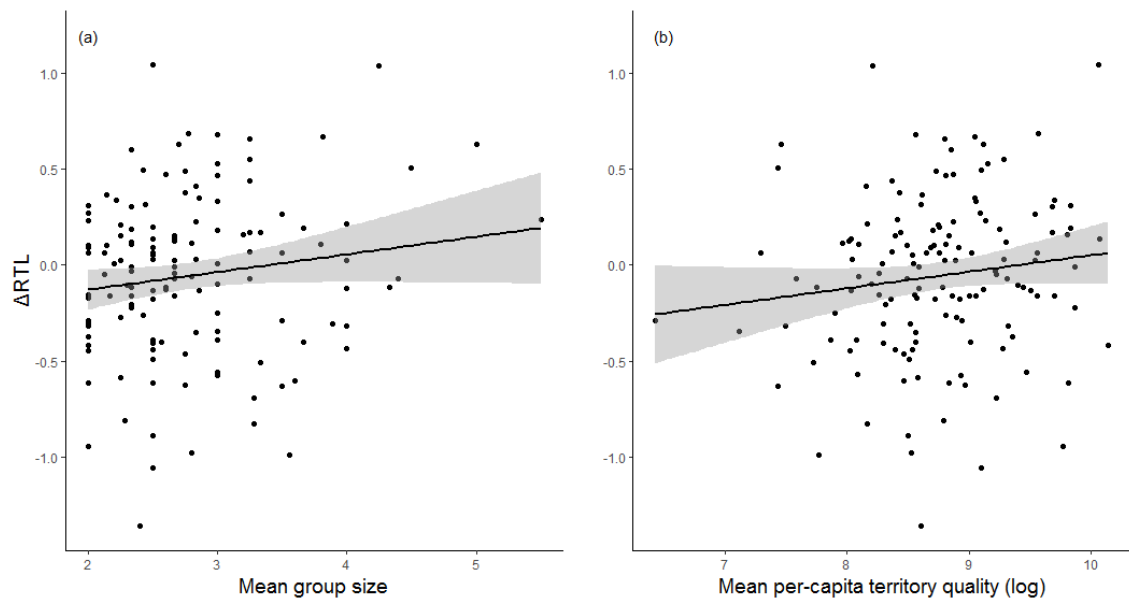 (a)
(b)
ΔRTL
1.0
0.5
0.0
-0.5
-1.0
1.0
0.5
0.0
-0.5
-1.0
2 3 4 5
7 8 9 10
Mean group size
Mean per-capita territory quality (log)